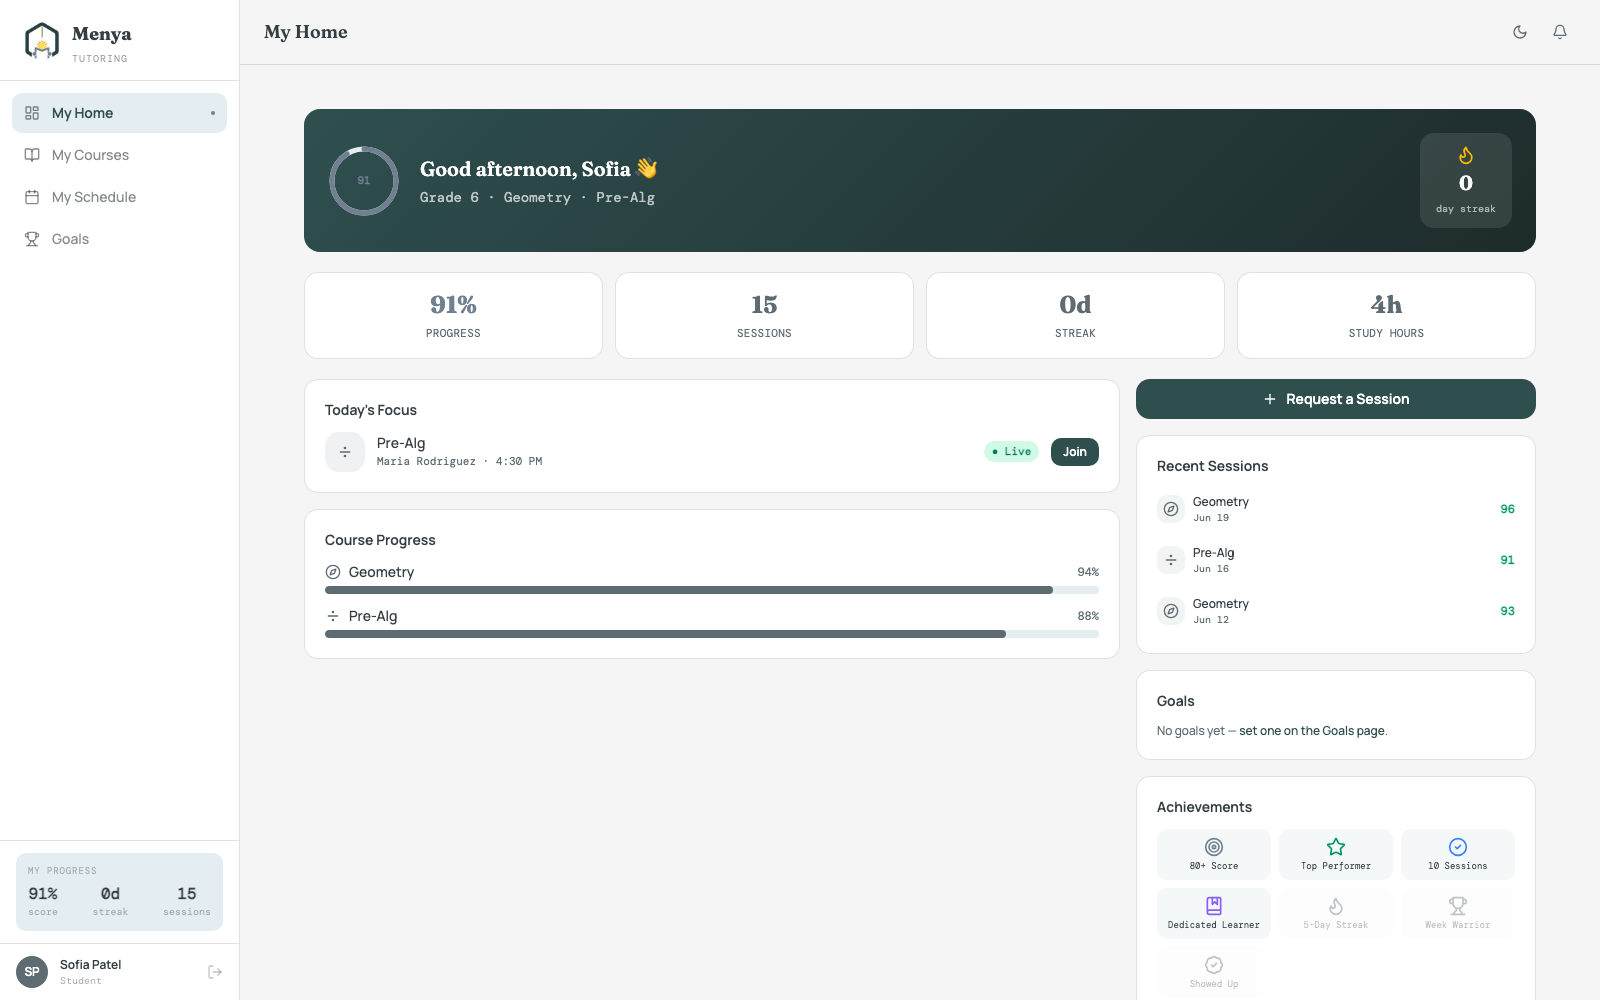 Menya
TUTORING
My Home
My Courses
My Schedule
Goals
MY PROGRESS
91% 0d 15
score streak sessions
SP
Sofia Patel
Student
My Home
91
Good afternoon, Sofia 👋
Grade 6 · Geometry · Pre-Alg
0
day streak
91%
PROGRESS
15
SESSIONS
0d
STREAK
4h
STUDY HOURS
Today's Focus
Pre-Alg
Maria Rodriguez · 4:30 PM
Live
Join
Course Progress
Geometry 94%
Pre-Alg 88%
Request a Session
Recent Sessions
Geometry
Jun 19
96
Pre-Alg
Jun 16
91
Geometry
Jun 12
93
Goals
No goals yet — set one on the Goals page.
Achievements
80+ Score
Top Performer
10 Sessions
Dedicated Learner
5-Day Streak
Week Warrior
Showed Up